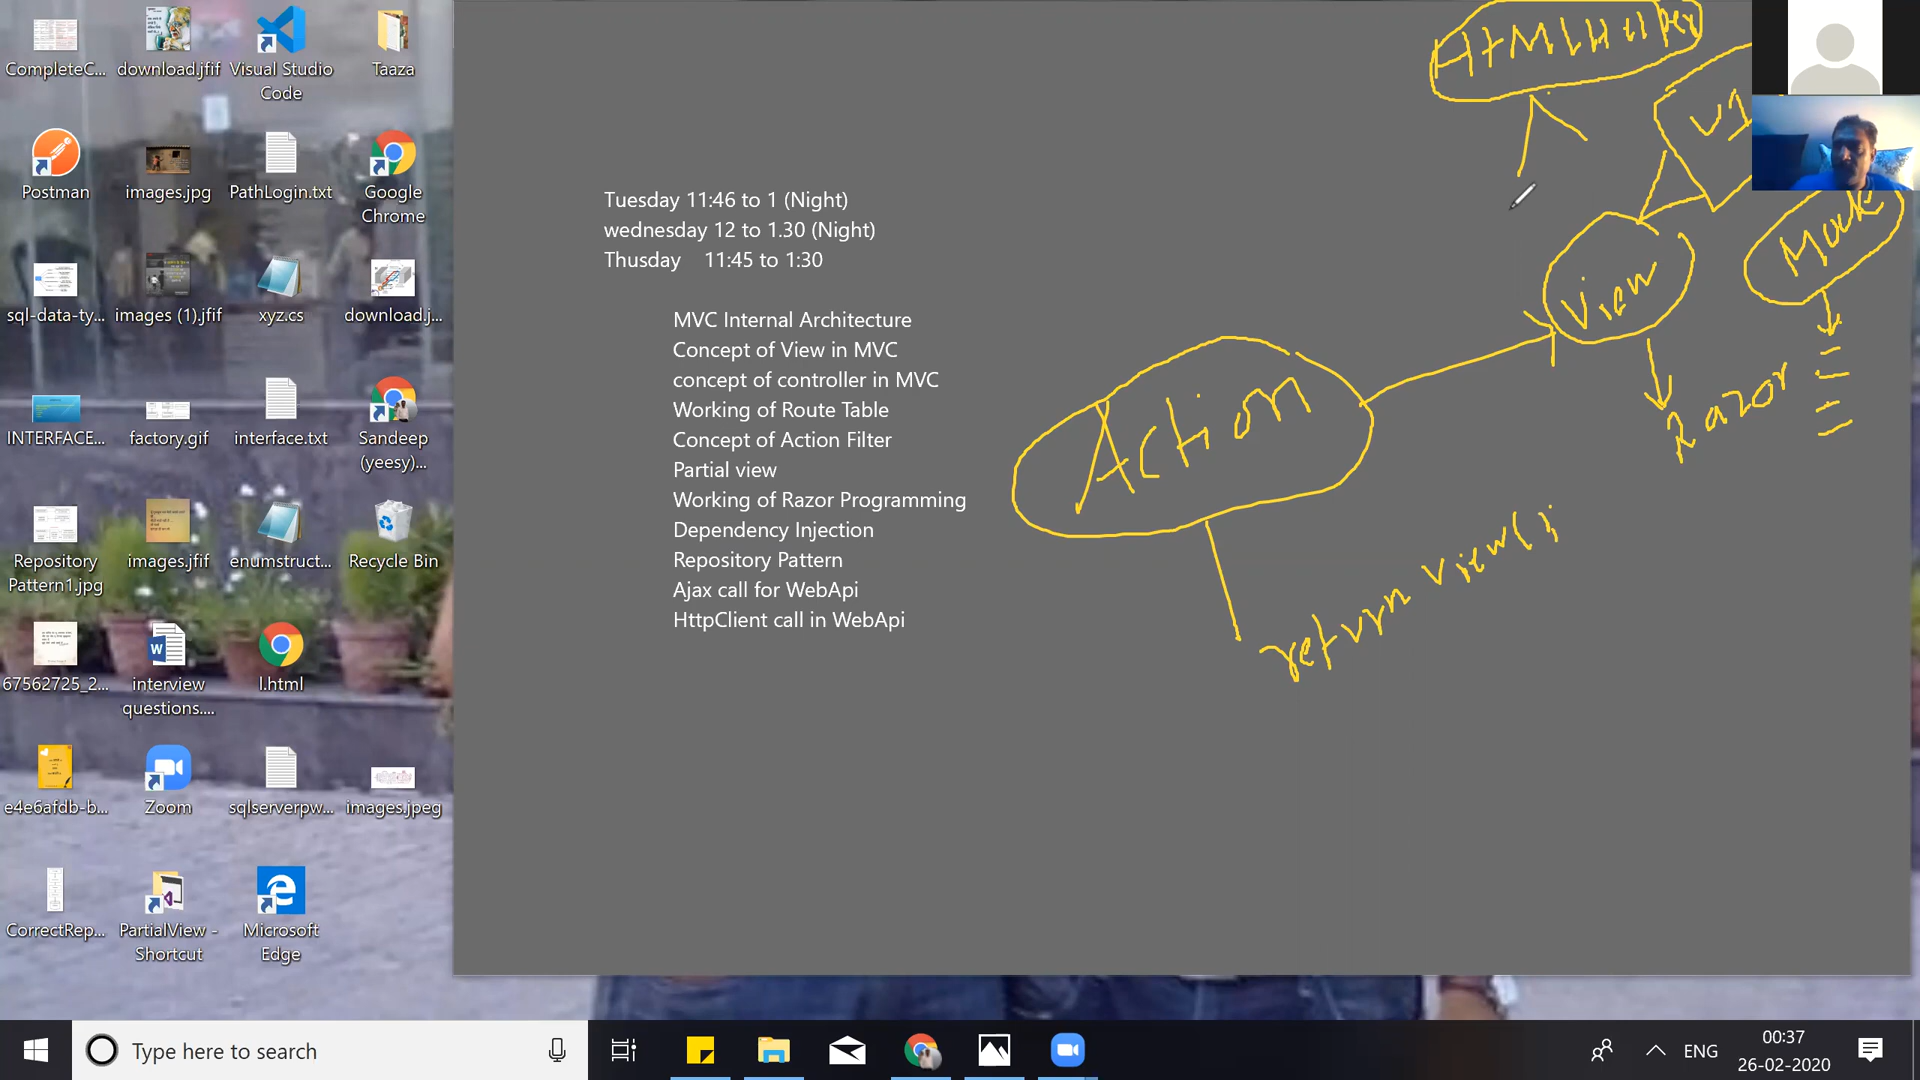 CompleteC...
download.jfif
Visual Studio
Code
Taaza
Postman
images.jpg
PathLogin.txt
Google
Chrome
sql-data-ty...
images (1).jfif
xyz.cs
download.j...
INTERFACE...
factory.gif
interface.txt
Sandeep
(yeesy)...
Repository
Pattern1.jpg
images.jfif
enumstruct...
Recycle Bin
67562725_2...
interview
questions....
l.html
e4e6afdb-b...
Zoom
sqlserverpw...
images.jpeg
CorrectRep...
PartialView -
Shortcut
Microsoft
Edge
Tuesday 11:46 to 1 (Night)
wednesday 12 to 1.30 (Night)
Thusday 11:45 to 1:30
MVC Internal Architecture
Concept of View in MVC
concept of controller in MVC
Working of Route Table
Concept of Action Filter
Partial view
Working of Razor Programming
Dependency Injection
Repository Pattern
Ajax call for WebApi
HttpClient call in WebApi
V1
View
Action
Razor
return view();
Type here to search
ENG
00:37
26-02-2020